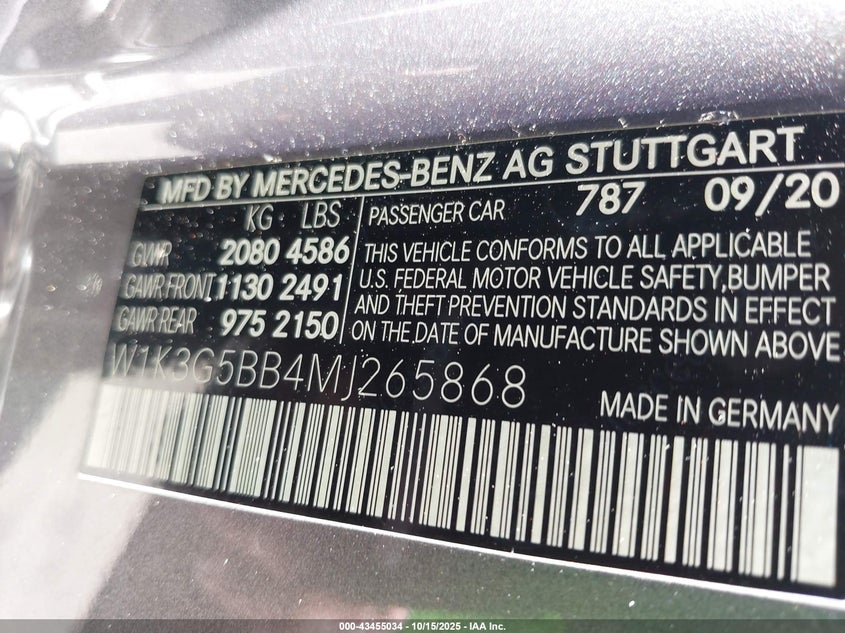 MFD BY MERCEDES-BENZ AG STUTTGART
KG LBS
GVWR 2080 4586
GAWR FRONT 1130 2491
GAWR REAR 975 2150
PASSENGER CAR 787 09/20
THIS VEHICLE CONFORMS TO ALL APPLICABLE
U.S. FEDERAL MOTOR VEHICLE SAFETY, BUMPER
AND THEFT PREVENTION STANDARDS IN EFFECT
ON THE DATE OF MANUFACTURE SHOWN ABOVE
W1K3G5BB4MJ265868
MADE IN GERMANY
000-43455034 - 10/15/2025 - IAA Inc.